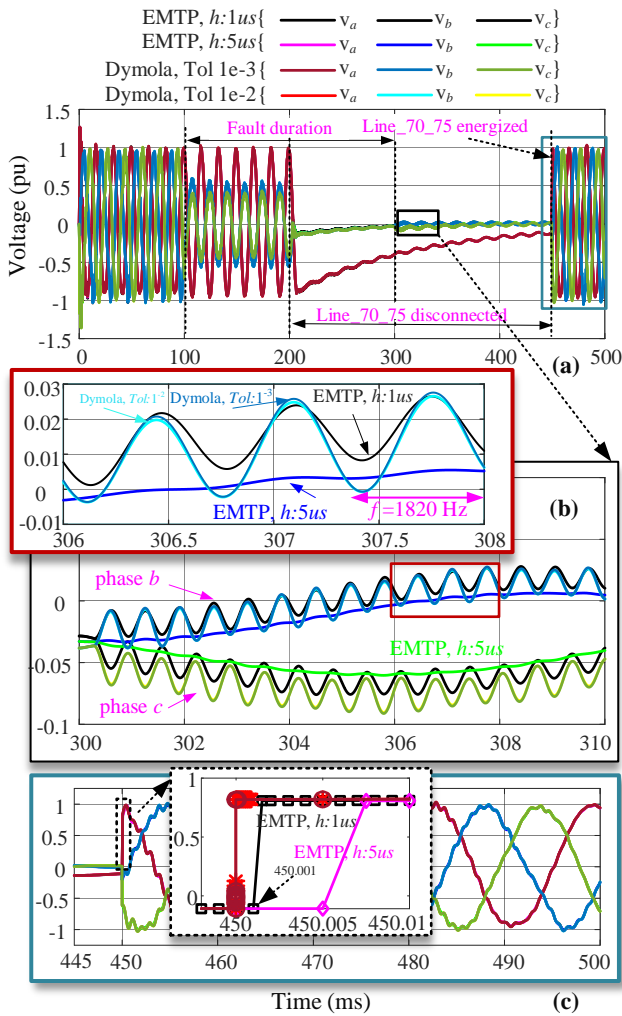 EMTP, h:1us{ v_a v_b v_c}
EMTP, h:5us{ v_a v_b v_c}
Dymola, Tol 1e-3{ v_a v_b v_c}
Dymola, Tol 1e-2{ v_a v_b v_c}
Voltage (pu)
1.5
1
0.5
0
-0.5
-1
-1.5
Fault duration
Line_70_75 energized
Line_70_75 disconnected
(a)
0 100 200 300 400 500
0.03
0.02
0.01
0
-0.01
Dymola, Tol:1^-2
Dymola, Tol:1^-3
EMTP, h:1us
EMTP, h:5us
f =1820 Hz
306 306.5 307 307.5 308
(b)
0
-0.05
-0.1
phase b
EMTP, h:5us
phase c
300 302 304 306 308 310
1
0.5
0
-0.5
-1
0.8
0
EMTP, h:1us
EMTP, h:5us
450.001
450 450.005 450.01
445 450 460 470 480 490 500
Time (ms)
(c)